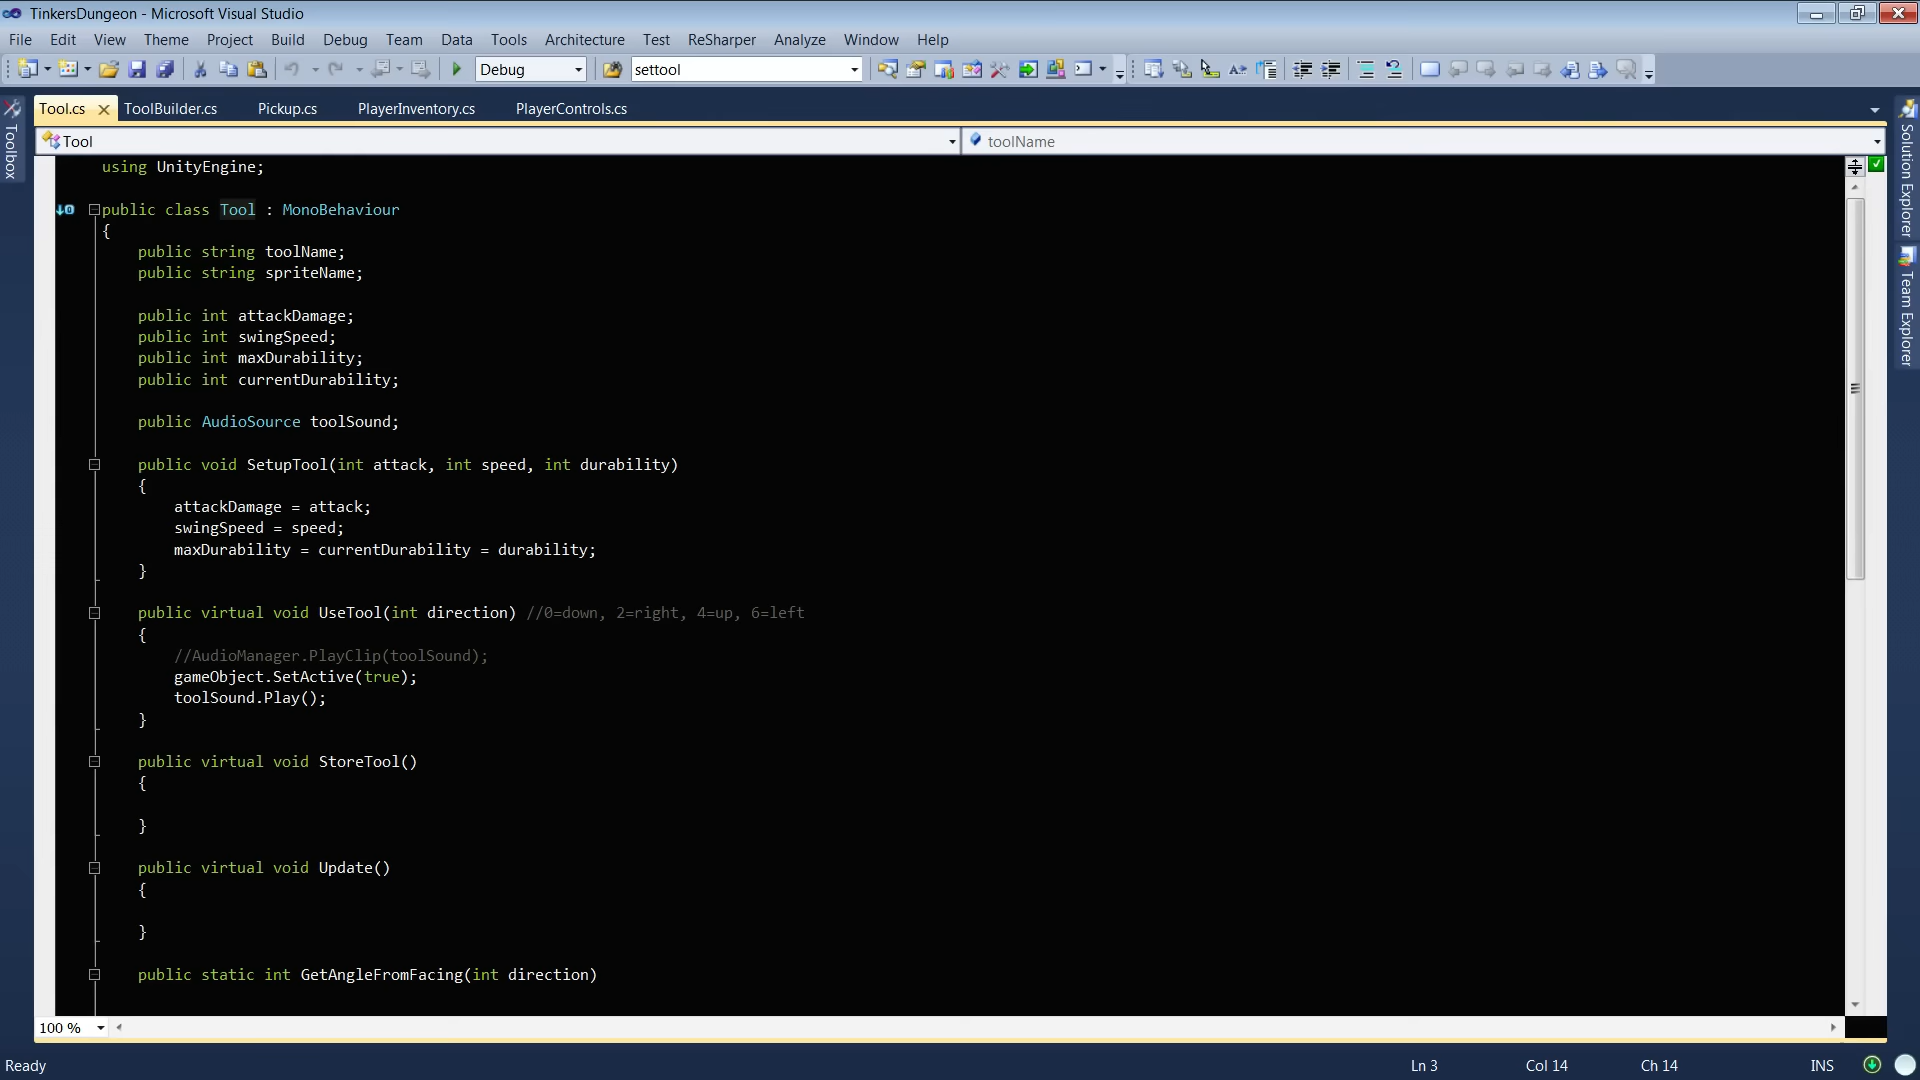 TinkersDungeon - Microsoft Visual Studio
File Edit View Theme Project Build Debug Team Data Tools Architecture Test ReSharper Analyze Window Help
Debug settool
Tool.cs ToolBuilder.cs Pickup.cs PlayerInventory.cs PlayerControls.cs
Toolbox
Solution Explorer
Team Explorer
Tool toolName
using UnityEngine;
public class Tool : MonoBehaviour
{
public string toolName;
public string spriteName;
public int attackDamage;
public int swingSpeed;
public int maxDurability;
public int currentDurability;
public AudioSource toolSound;
public void SetupTool(int attack, int speed, int durability)
{
attackDamage = attack;
swingSpeed = speed;
maxDurability = currentDurability = durability;
}
public virtual void UseTool(int direction) //0=down, 2=right, 4=up, 6=left
{
//AudioManager.PlayClip(toolSound);
gameObject.SetActive(true);
toolSound.Play();
}
public virtual void StoreTool()
{
}
public virtual void Update()
{
}
public static int GetAngleFromFacing(int direction)
100 %
Ready Ln 3 Col 14 Ch 14 INS